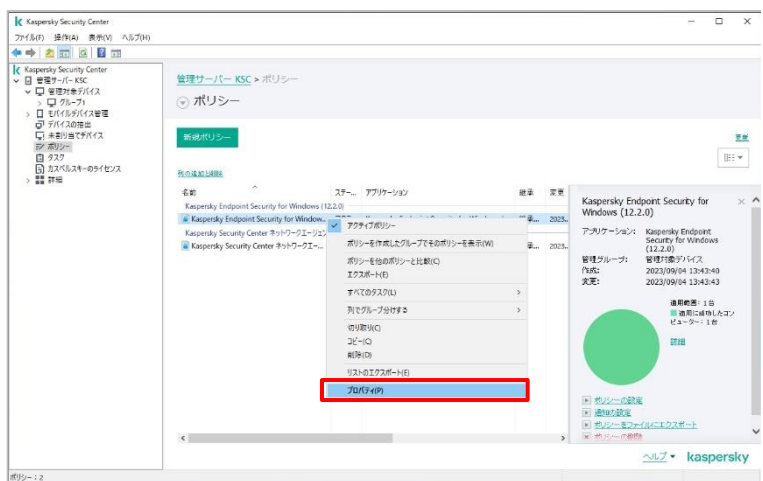 Kaspersky Security Center
ファイル(F) 操作(A) 表示(V) ヘルプ(H)
Kaspersky Security Center
管理サーバー KSC
管理対象デバイス
グループ1
モバイルデバイス管理
デバイスの抽出
未割り当てデバイス
ポリシー
タスク
カスペルスキーのライセンス
詳細
管理サーバー KSC > ポリシー
ポリシー
新規ポリシー
更新
列の追加と削除
名前 ステー... アプリケーション 継承 変更
Kaspersky Endpoint Security for Windows (12.2.0)
Kaspersky Endpoint Security for Window... 2023..
Kaspersky Security Center ネットワークエージェン
Kaspersky Security Center ネットワークエー... 2023..
アクティブポリシー
ポリシーを作成したグループでそのポリシーを表示(W)
ポリシーを他のポリシーと比較(C)
エクスポート(E)
すべてのタスク(L)
列でグループ分けする
切り取り(C)
コピー(C)
削除(D)
リストのエクスポート(E)
プロパティ(P)
Kaspersky Endpoint Security for
Windows (12.2.0)
アプリケーション: Kaspersky Endpoint
Security for Windows
(12.2.0)
管理グループ: 管理対象デバイス
作成: 2023/09/04 13:43:40
変更: 2023/09/04 13:43:43
適用範囲: 1 台
適用に成功したコン
ピューター: 1 台
詳細
ポリシーの設定
通知の設定
ポリシーをファイルにエクスポート
ポリシーの削除
ヘルプ
kaspersky
ポリシー: 2